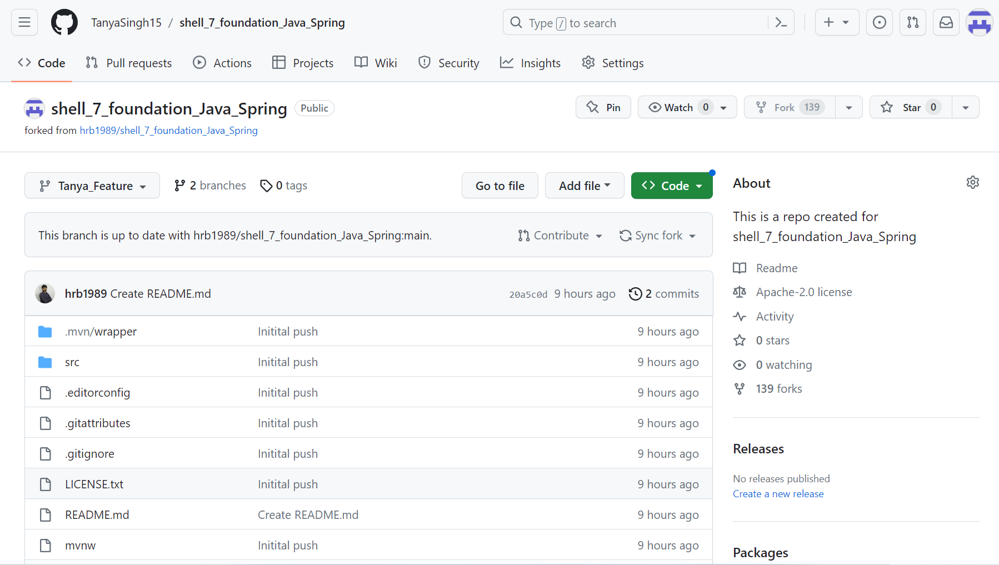 TanyaSingh15 / shell_7_foundation_Java_Spring
Type / to search
Code Pull requests Actions Projects Wiki Security Insights Settings
shell_7_foundation_Java_Spring Public
Pin Watch 0 Fork 139 Star 0
forked from hrb1989/shell_7_foundation_Java_Spring
Tanya_Feature 2 branches 0 tags
Go to file Add file Code
This branch is up to date with hrb1989/shell_7_foundation_Java_Spring:main.
Contribute Sync fork
hrb1989 Create README.md 20a5c0d 9 hours ago 2 commits
.mvn/wrapper Initital push 9 hours ago
src Initital push 9 hours ago
.editorconfig Initital push 9 hours ago
.gitattributes Initital push 9 hours ago
.gitignore Initital push 9 hours ago
LICENSE.txt Initital push 9 hours ago
README.md Create README.md 9 hours ago
mvnw Initital push 9 hours ago
About
This is a repo created for
shell_7_foundation_Java_Spring
Readme
Apache-2.0 license
Activity
0 stars
0 watching
139 forks
Releases
No releases published
Create a new release
Packages